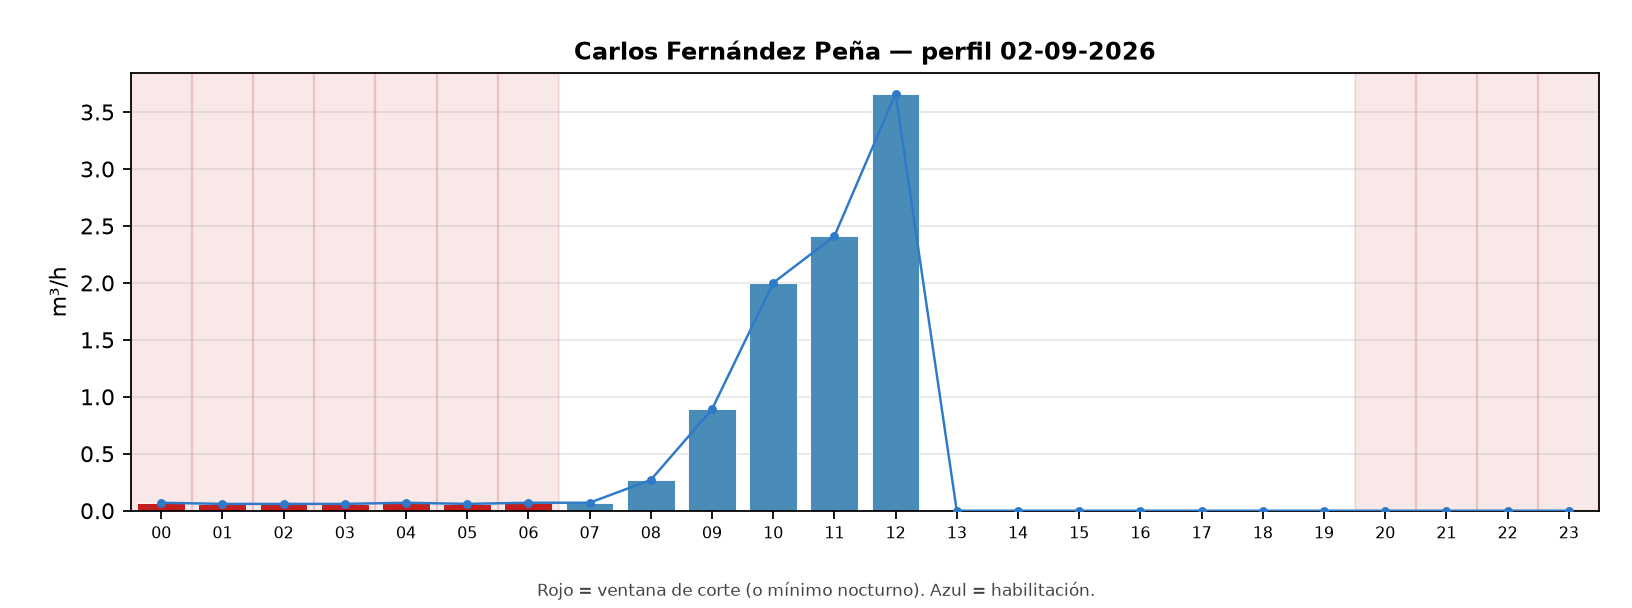 Carlos Fernández Peña — perfil 02-09-2026
m³/h
3.5
3.0
2.5
2.0
1.5
1.0
0.5
0.0
00 01 02 03 04 05 06 07 08 09 10 11 12 13 14 15 16 17 18 19 20 21 22 23
Rojo = ventana de corte (o mínimo nocturno). Azul = habilitación.